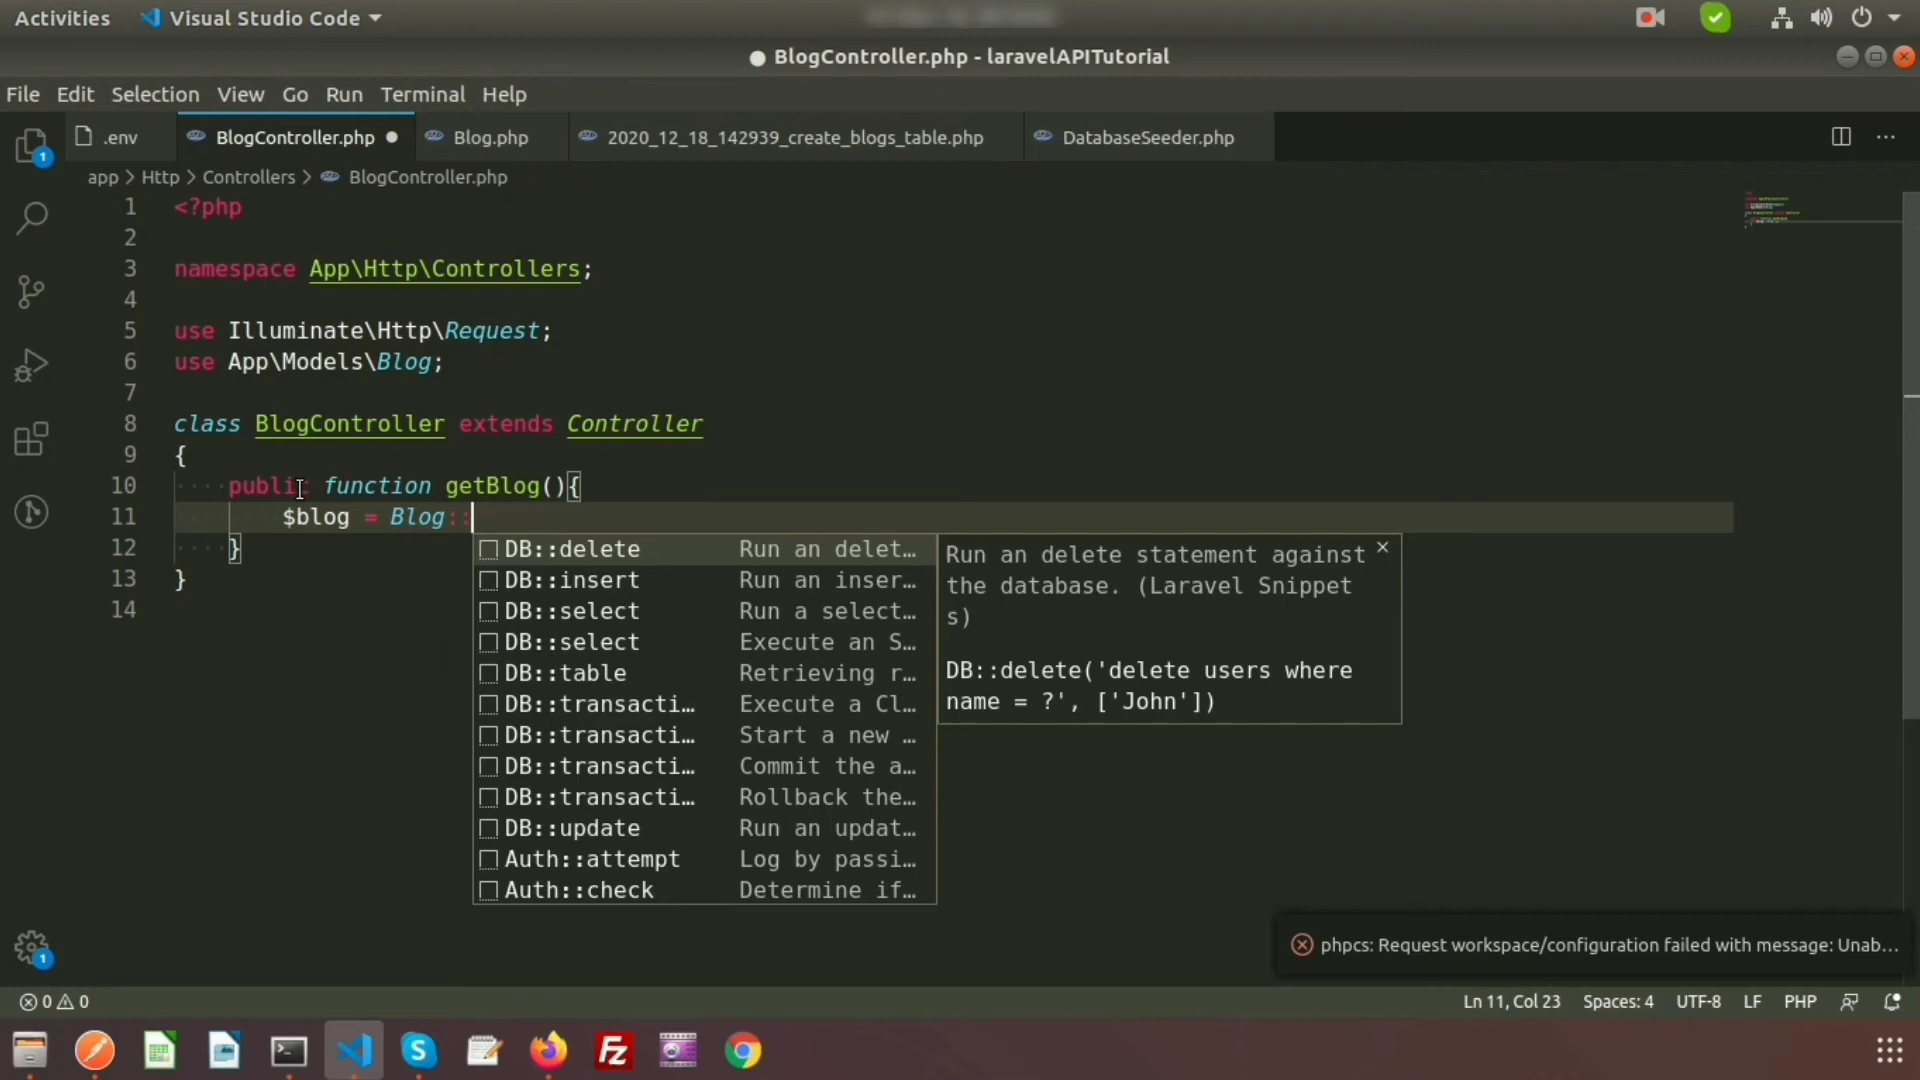 Activities Visual Studio Code
● BlogController.php - laravelAPITutorial
File Edit Selection View Go Run Terminal Help
.env BlogController.php ● Blog.php 2020_12_18_142939_create_blogs_table.php DatabaseSeeder.php ...
app > Http > Controllers > BlogController.php
1 <?php
2
3 namespace App\Http\Controllers;
4
5 use Illuminate\Http\Request;
6 use App\Models\Blog;
7
8 class BlogController extends Controller
9 {
10 public function getBlog(){
11 $blog = Blog::
12 }
13 }
14
DB::delete Run an delet…
DB::insert Run an inser…
DB::select Run a select…
DB::select Execute an S…
DB::table Retrieving r…
DB::transacti… Execute a Cl…
DB::transacti… Start a new …
DB::transacti… Commit the a…
DB::transacti… Rollback the…
DB::update Run an updat…
Auth::attempt Log by passi…
Auth::check Determine if…
Run an delete statement against
the database. (Laravel Snippet
s)
DB::delete('delete users where
name = ?', ['John'])
1
1
phpcs: Request workspace/configuration failed with message: Unab...
0 0 Ln 11, Col 23 Spaces: 4 UTF-8 LF PHP